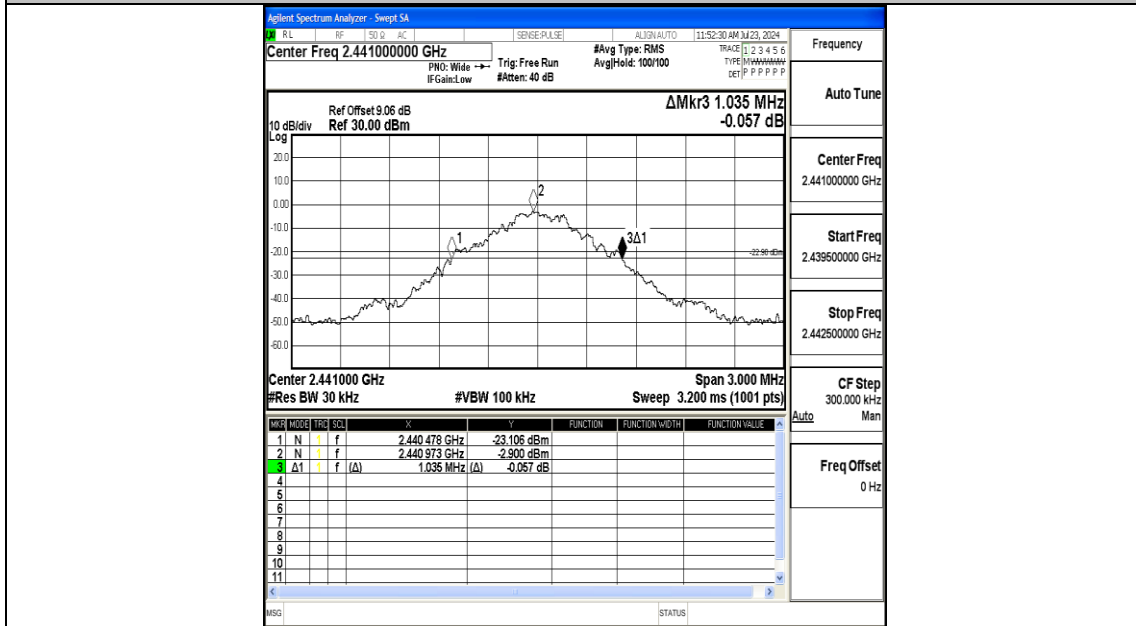 Agilent Spectrum Analyzer - Swept SA
RL RF 50 Ω AC SENSE:PULSE ALIGNAUTO 11:52:30 AM Jul 23, 2024
Center Freq 2.441000000 GHz
PNO: Wide
IFGain:Low
Trig: Free Run
#Atten: 40 dB
#Avg Type: RMS
Avg|Hold: 100/100
TRACE 1 2 3 4 5 6
TYPE MWWWWW
DET P P P P P P
Ref Offset 9.06 dB
10 dB/div Ref 30.00 dBm
Log
ΔMkr3 1.035 MHz
-0.057 dB
20.0
10.0
0.00
-10.0
-20.0
-30.0
-40.0
-50.0
-60.0
1
2
3Δ1
-22.90 dBm
Center 2.441000 GHz Span 3.000 MHz
#Res BW 30 kHz #VBW 100 kHz Sweep 3.200 ms (1001 pts)
MKR MODE TRC SCL X Y FUNCTION FUNCTION WIDTH FUNCTION VALUE
1 N 1 f 2.440 478 GHz -23.106 dBm
2 N 1 f 2.440 973 GHz -2.900 dBm
3 Δ1 1 f (Δ) 1.035 MHz (Δ) -0.057 dB
4
5
6
7
8
9
10
11
MSG STATUS
Frequency
Auto Tune
Center Freq
2.441000000 GHz
Start Freq
2.439500000 GHz
Stop Freq
2.442500000 GHz
CF Step
300.000 kHz
Auto Man
Freq Offset
0 Hz